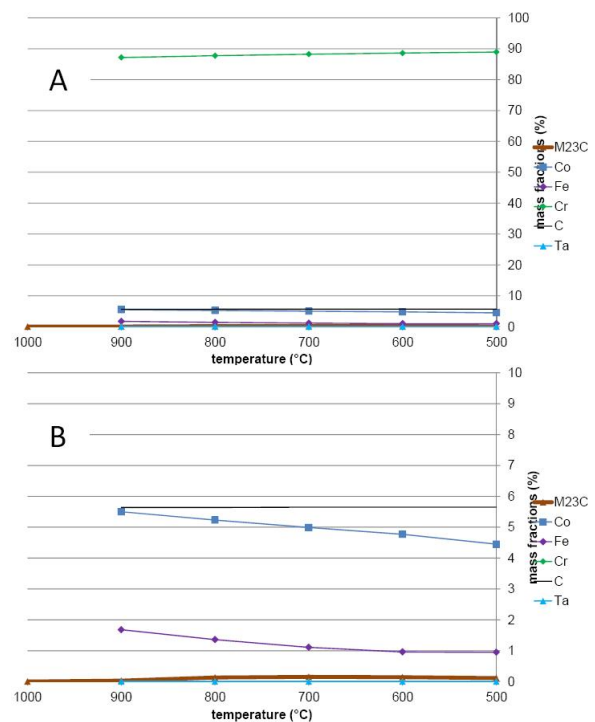 A
100
90
80
70
60
50
40
30
20
10
0
mass fractions (%)
M23C
Co
Fe
Cr
C
Ta
1000 900 800 700 600 500
temperature (°C)
B
10
9
8
7
6
5
4
3
2
1
0
mass fractions (%)
M23C
Co
Fe
Cr
C
Ta
1000 900 800 700 600 500
temperature (°C)